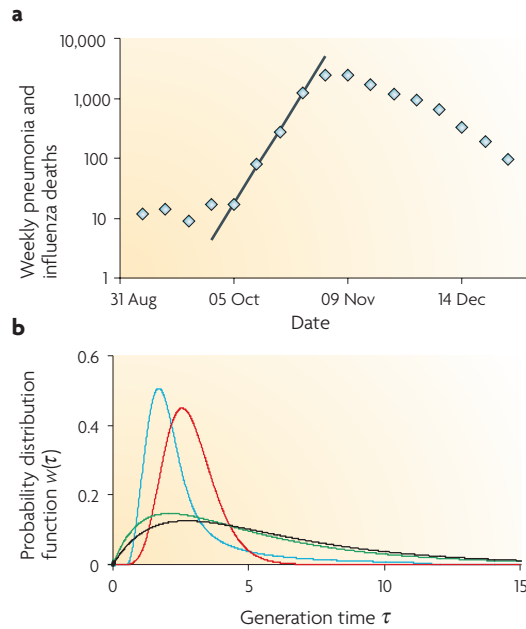 a
Weekly pneumonia and
influenza deaths
10,000
1,000
100
10
1
31 Aug 05 Oct 09 Nov 14 Dec
Date
b
Probability distribution
function w(τ)
0.6
0.4
0.2
0
0 5 10 15
Generation time τ